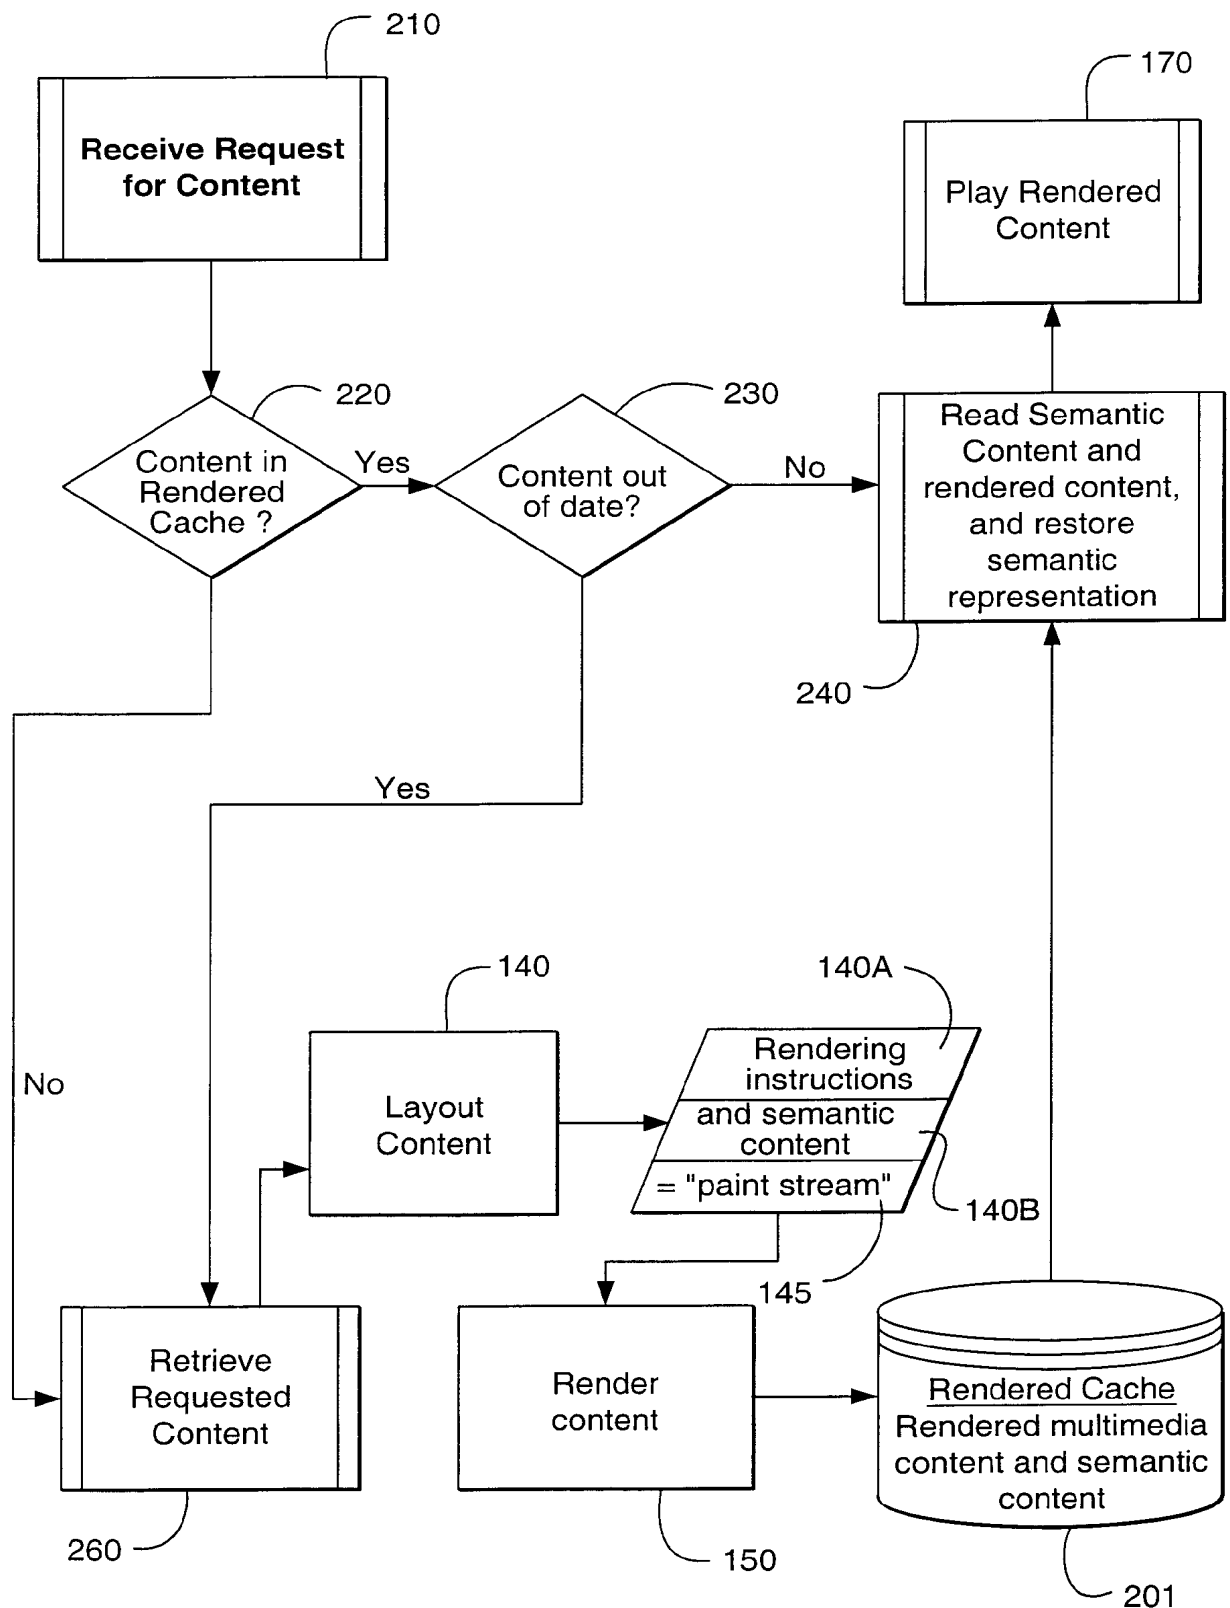 210
Receive Request
for Content
170
Play Rendered
Content
220
Content in
Rendered
Cache ?
Yes
230
Content out
of date?
No
Read Semantic
Content and
rendered content,
and restore
semantic
representation
240
Yes
No
140
Layout
Content
140A
Rendering
instructions
and semantic
content
= "paint stream"
140B
145
Retrieve
Requested
Content
260
Render
content
150
Rendered Cache
Rendered multimedia
content and semantic
content
201